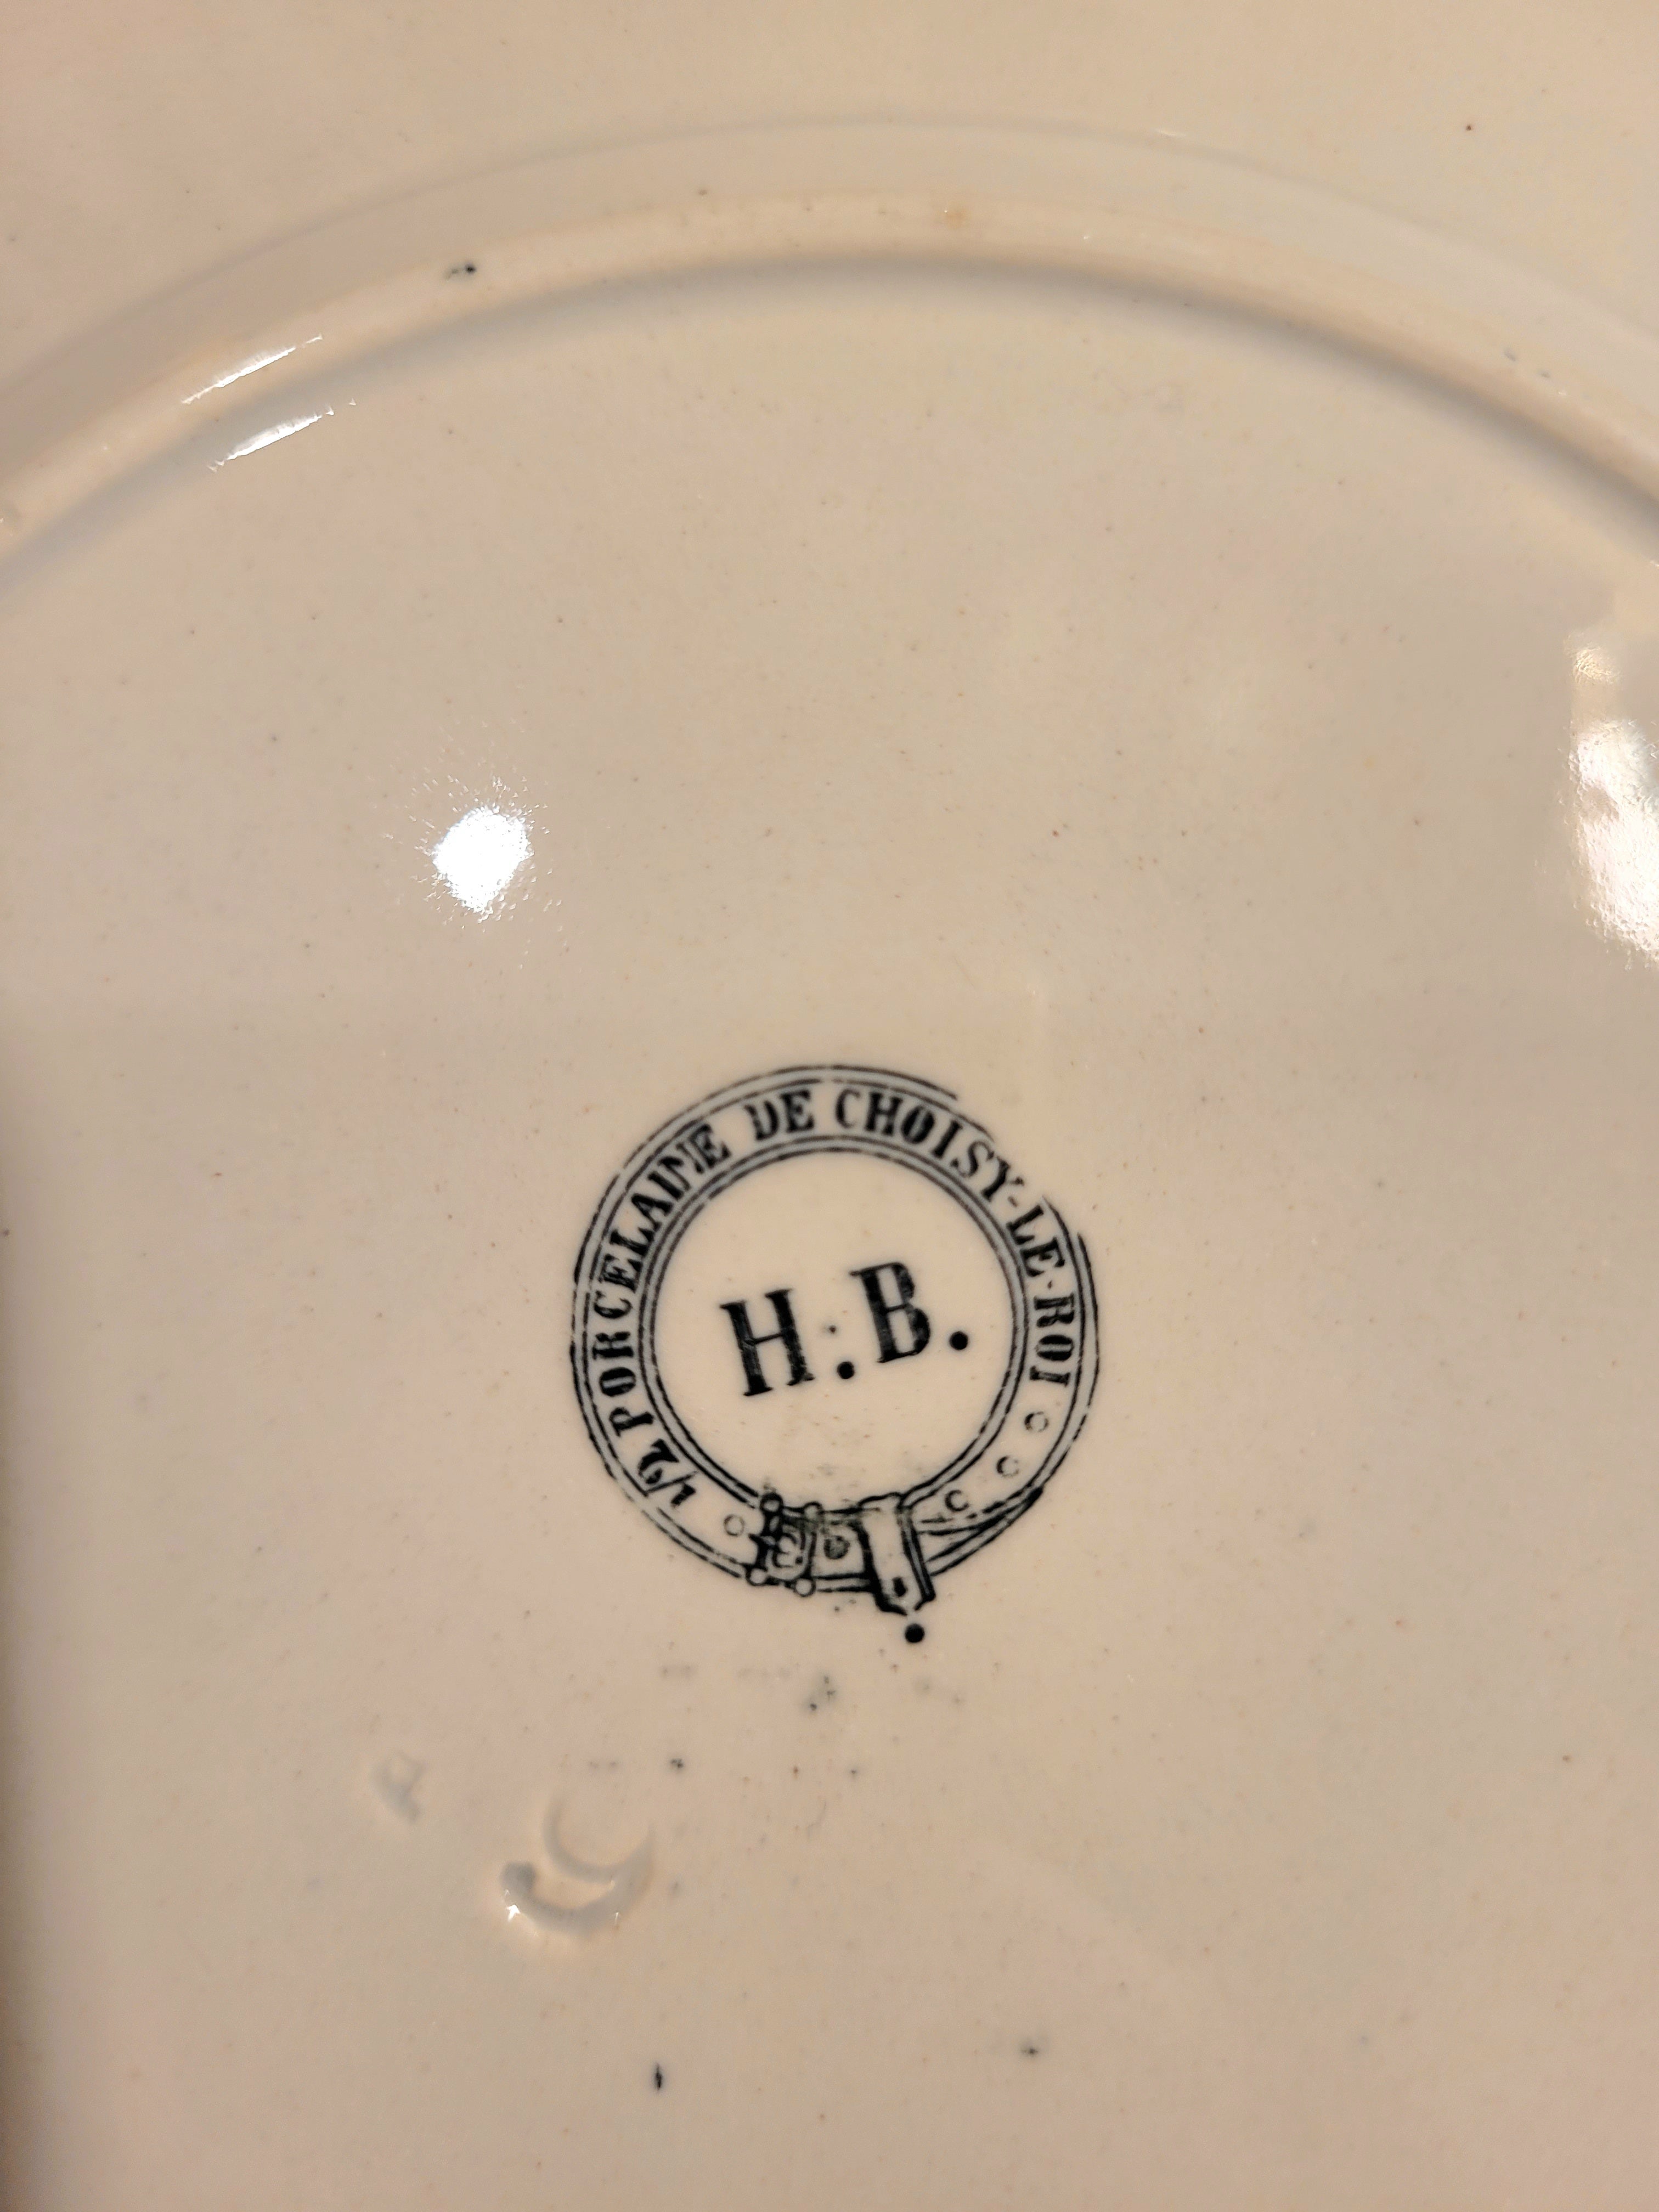 1/2 PORCELAINE DE CHOISY-LE-ROI
H.B.